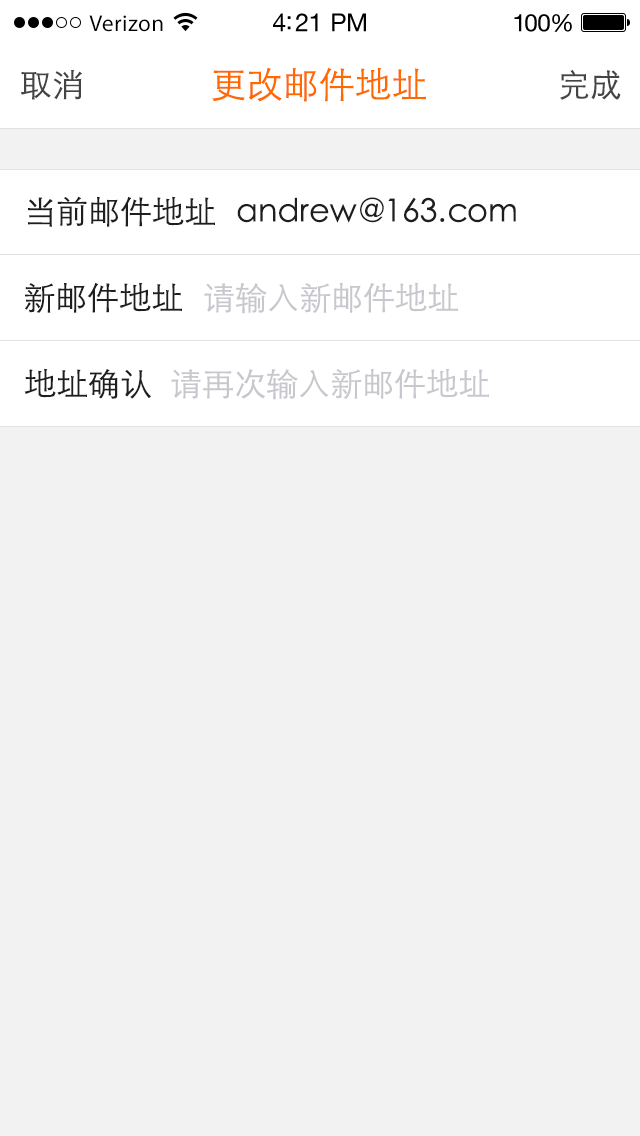 Verizon 4:21 PM 100%
取消 更改邮件地址 完成
当前邮件地址 andrew@163.com
新邮件地址 请输入新邮件地址
地址确认 请再次输入新邮件地址